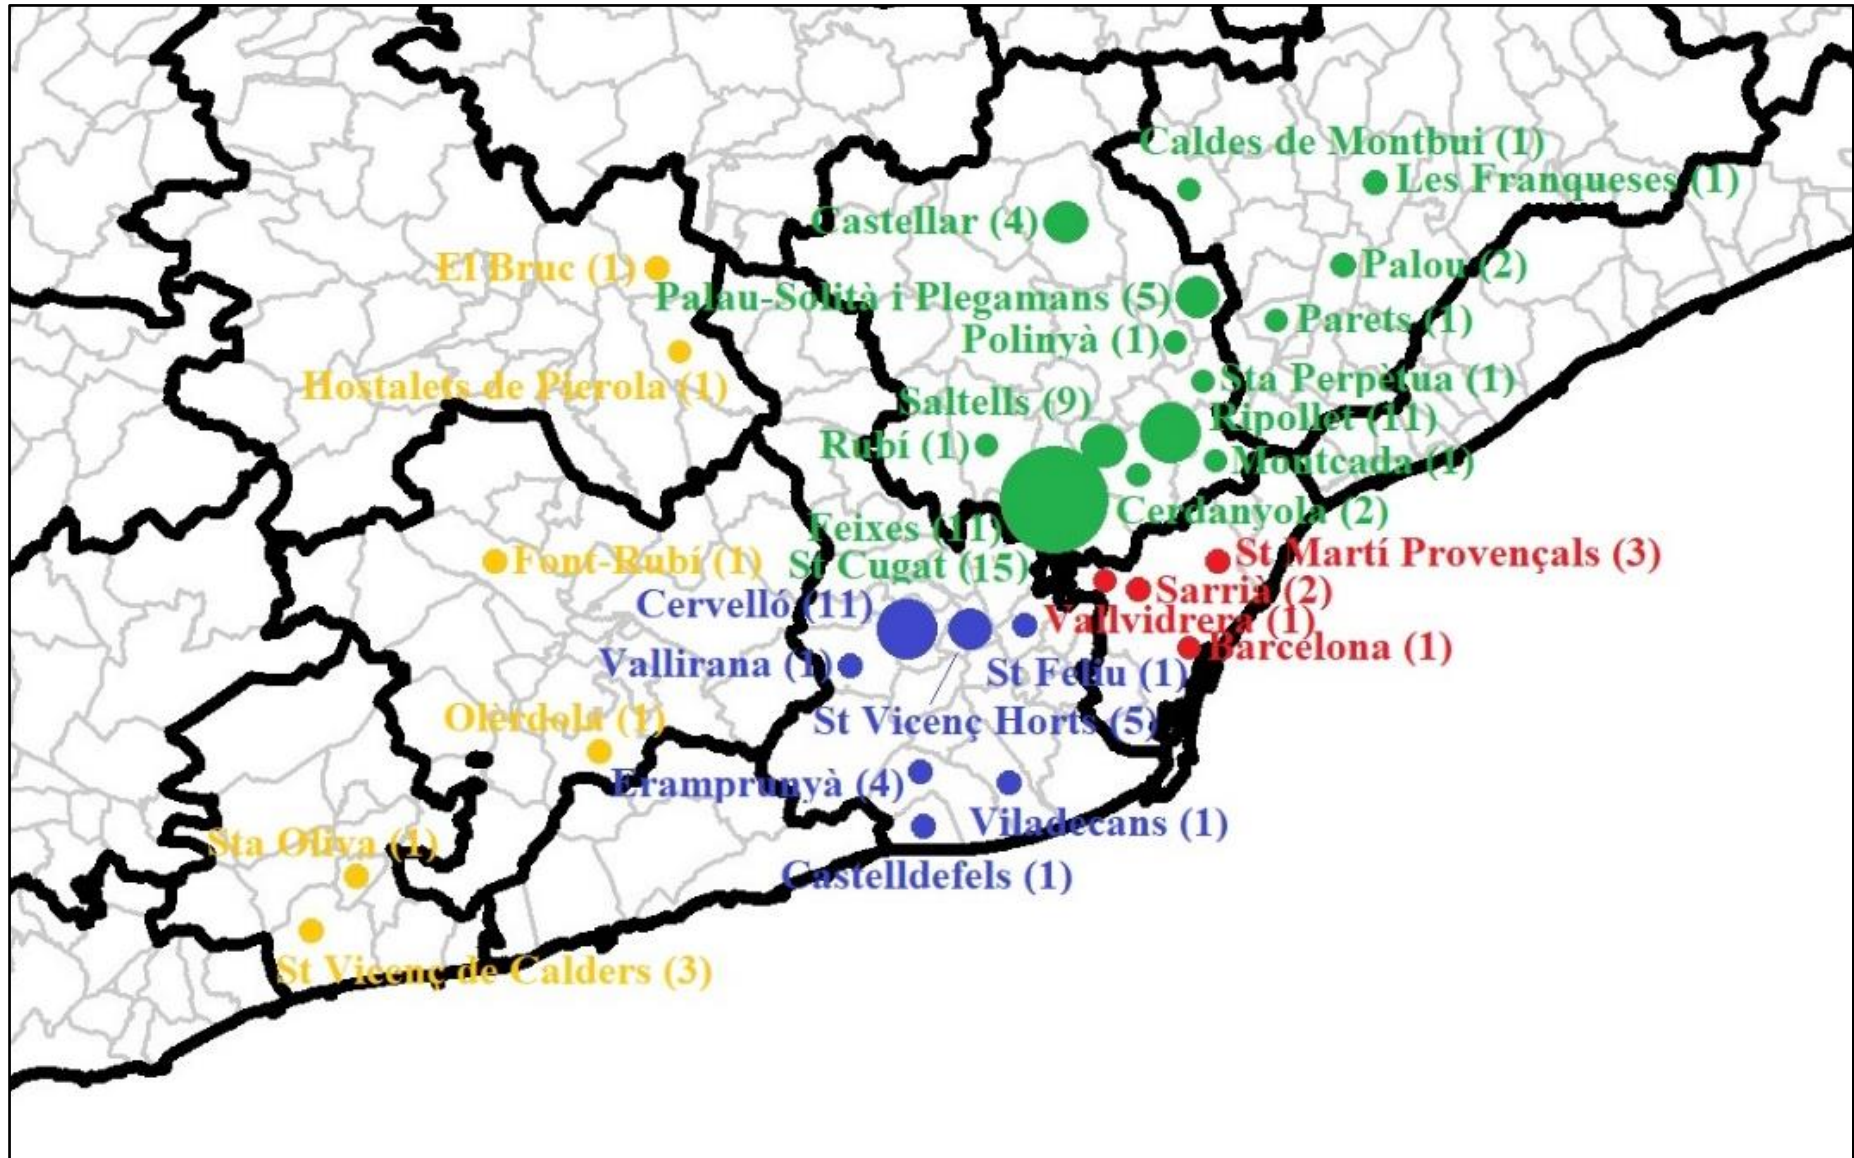 Caldes de Montbui (1)
Les Franqueses (1)
Castellar (4)
El Bruc (1)
Palou (2)
Palau-Solità i Plegamans (5)
Parets (1)
Polinyà (1)
Hostalets de Pierola (1)
Sta Perpètua (1)
Saltells (9)
Ripollet (11)
Rubí (1)
Montcada (1)
Cerdanyola (2)
Feixes (11)
St Cugat (15)
Font-Rubí (1)
St Martí Provençals (3)
Sarrià (2)
Cervelló (11)
Vallvidrera (1)
Barcelona (1)
Vallirana (1)
St Feliu (1)
Olèrdola (1)
St Vicenç Horts (5)
Eramprunyà (4)
Viladecans (1)
Sta Oliva (1)
Castelldefels (1)
St Vicenç de Calders (3)